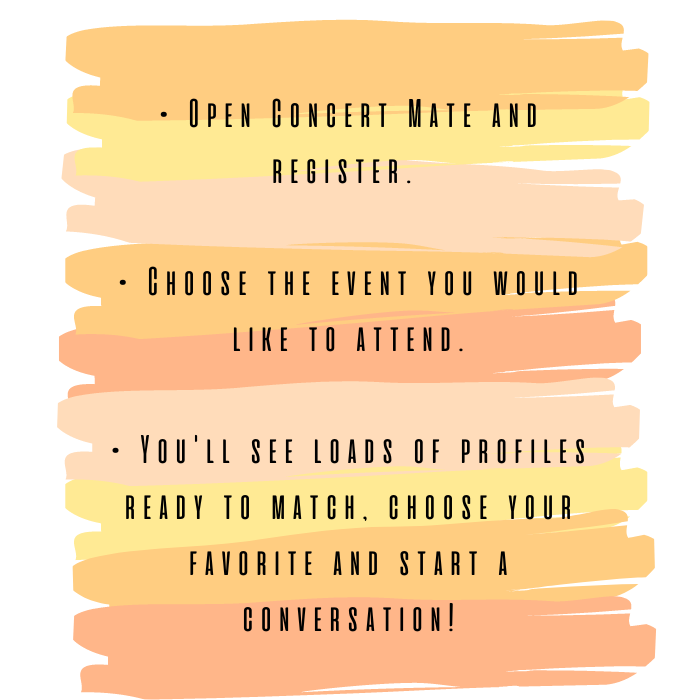 • Open Concert Mate and
register.
• Choose the event you would
like to attend.
• You'll see loads of profiles
ready to match, choose your
favorite and start a
conversation!